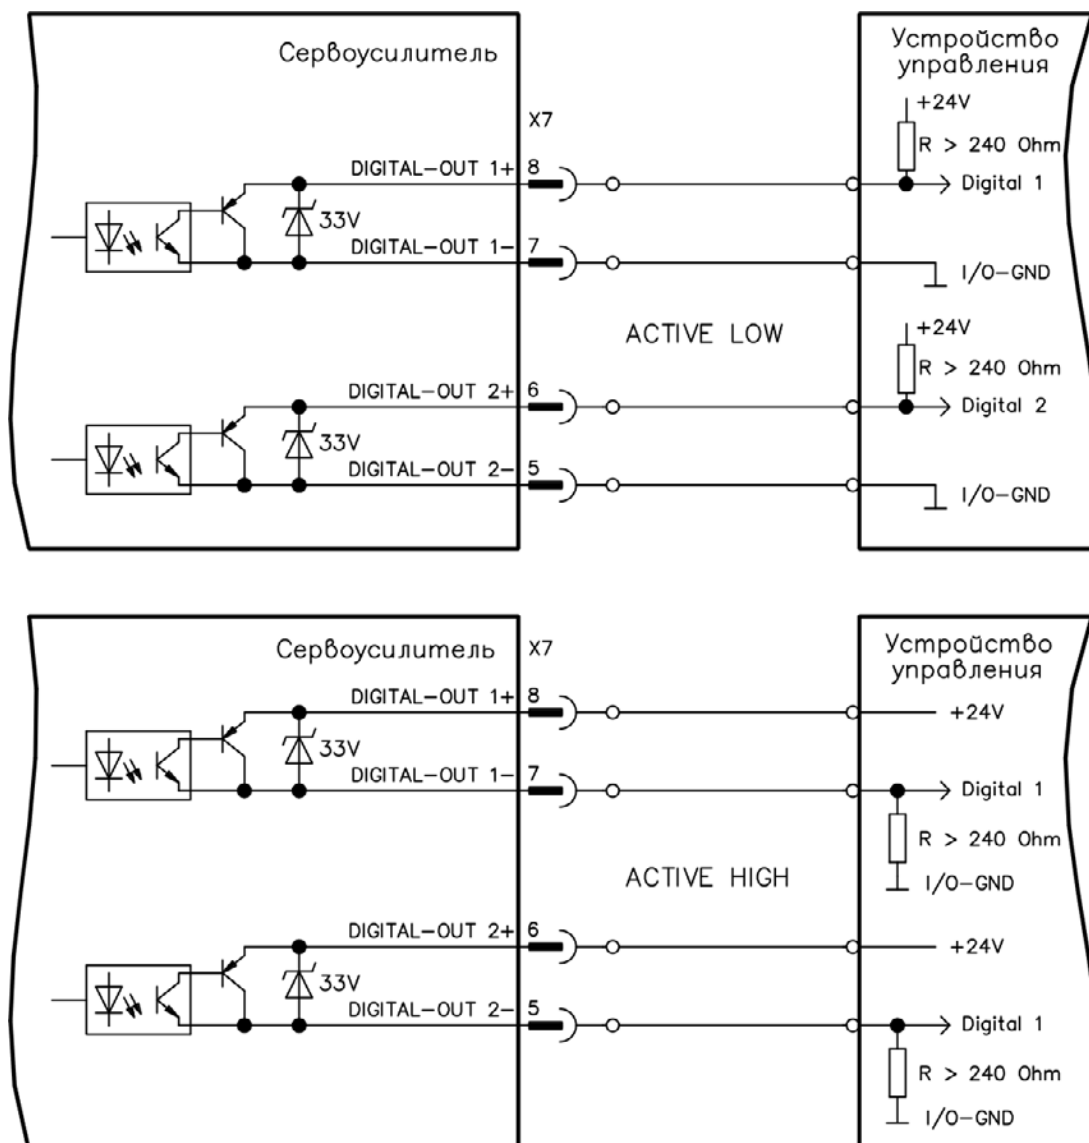 Сервоусилитель
Устройство
управления
X7
+24V
R > 240 Ohm
DIGITAL-OUT 1+ 8
Digital 1
33V
DIGITAL-OUT 1- 7
I/O-GND
ACTIVE LOW
+24V
R > 240 Ohm
DIGITAL-OUT 2+ 6
Digital 2
33V
DIGITAL-OUT 2- 5
I/O-GND
Сервоусилитель
X7
Устройство
управления
DIGITAL-OUT 1+ 8
+24V
33V
DIGITAL-OUT 1- 7
Digital 1
R > 240 Ohm
ACTIVE HIGH
I/O-GND
DIGITAL-OUT 2+ 6
+24V
33V
DIGITAL-OUT 2- 5
Digital 1
R > 240 Ohm
I/O-GND